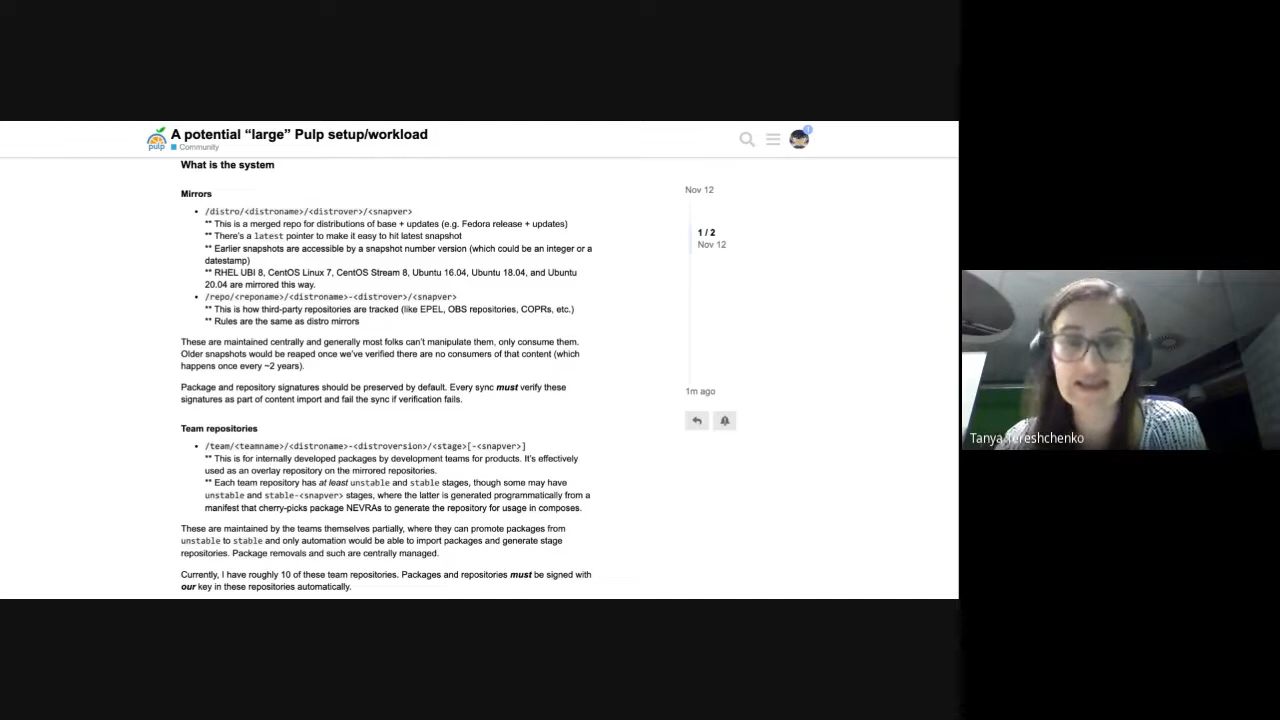 A potential “large” Pulp setup/workload
pulp
Community
What is the system
Mirrors
• /distro/<distroname>/<distrover>/<snapver>
** This is a merged repo for distributions of base + updates (e.g. Fedora release + updates)
** There's a latest pointer to make it easy to hit latest snapshot
** Earlier snapshots are accessible by a snapshot number version (which could be an integer or a
datestamp)
** RHEL UBI 8, CentOS Linux 7, CentOS Stream 8, Ubuntu 16.04, Ubuntu 18.04, and Ubuntu
20.04 are mirrored this way.
• /repo/<reponame>/<distroname>-<distrover>/<snapver>
** This is how third-party repositories are tracked (like EPEL, OBS repositories, COPRs, etc.)
** Rules are the same as distro mirrors
These are maintained centrally and generally most folks can't manipulate them, only consume them.
Older snapshots would be reaped once we've verified there are no consumers of that content (which
happens once every ~2 years).
Package and repository signatures should be preserved by default. Every sync must verify these
signatures as part of content import and fail the sync if verification fails.
Team repositories
• /team/<teamname>/<distroname>-<distroversion>/<stage>[-<snapver>]
** This is for internally developed packages by development teams for products. It's effectively
used as an overlay repository on the mirrored repositories.
** Each team repository has at least unstable and stable stages, though some may have
unstable and stable-<snapver> stages, where the latter is generated programmatically from a
manifest that cherry-picks package NEVRAs to generate the repository for usage in composes.
These are maintained by the teams themselves partially, where they can promote packages from
unstable to stable and only automation would be able to import packages and generate stage
repositories. Package removals and such are centrally managed.
Currently, I have roughly 10 of these team repositories. Packages and repositories must be signed with
our key in these repositories automatically.
Nov 12
1 / 2
Nov 12
1m ago
1
Tanya Tereshchenko